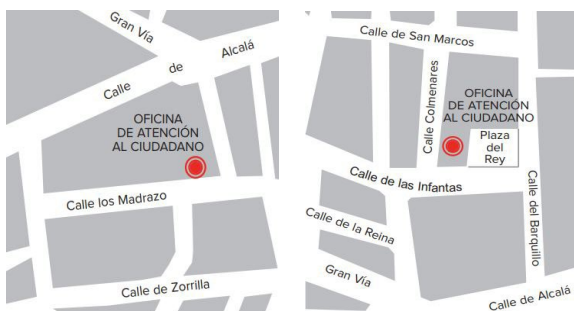 Gran Vía
Calle de Alcalá
OFICINA
DE ATENCIÓN
AL CIUDADANO
Calle los Madrazo
Calle de Zorrilla
Calle de San Marcos
Calle Colmenares
OFICINA
DE ATENCIÓN
AL CIUDADANO
Plaza
del
Rey
Calle de las Infantas
Calle del Barquillo
Calle de la Reina
Gran Vía
Calle de Alcalá